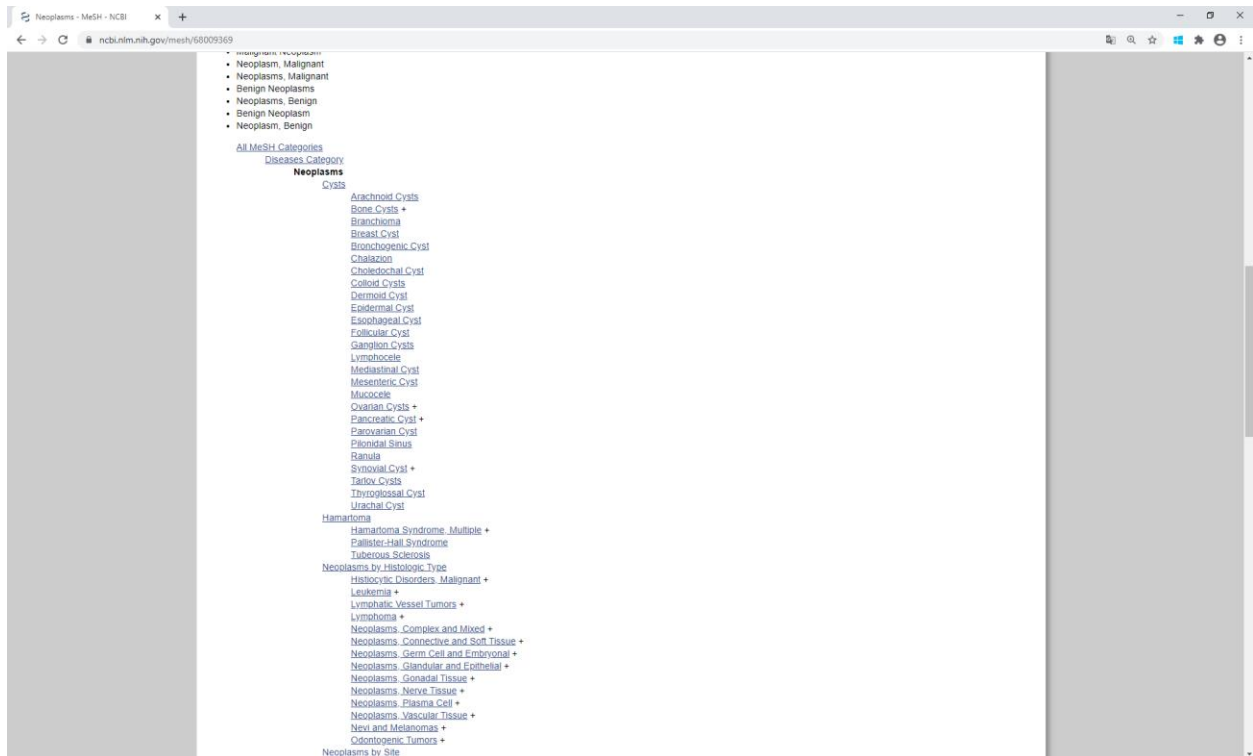 Neoplasms - MeSH - NCBI
ncbi.nlm.nih.gov/mesh/68009369
Malignant Neoplasm
• Neoplasm, Malignant
• Neoplasms, Malignant
• Benign Neoplasms
• Neoplasms, Benign
• Benign Neoplasm
• Neoplasm, Benign
All MeSH Categories
Diseases Category
Neoplasms
Cysts
Arachnoid Cysts
Bone Cysts +
Branchioma
Breast Cyst
Bronchogenic Cyst
Chalazion
Choledochal Cyst
Colloid Cysts
Dermoid Cyst
Epidermal Cyst
Esophageal Cyst
Follicular Cyst
Ganglion Cysts
Lymphocele
Mediastinal Cyst
Mesenteric Cyst
Mucocele
Ovarian Cysts +
Pancreatic Cyst +
Parovarian Cyst
Pilonidal Sinus
Ranula
Synovial Cyst +
Tarlov Cysts
Thyroglossal Cyst
Urachal Cyst
Hamartoma
Hamartoma Syndrome, Multiple +
Pallister-Hall Syndrome
Tuberous Sclerosis
Neoplasms by Histologic Type
Histiocytic Disorders, Malignant +
Leukemia +
Lymphatic Vessel Tumors +
Lymphoma +
Neoplasms, Complex and Mixed +
Neoplasms, Connective and Soft Tissue +
Neoplasms, Germ Cell and Embryonal +
Neoplasms, Glandular and Epithelial +
Neoplasms, Gonadal Tissue +
Neoplasms, Nerve Tissue +
Neoplasms, Plasma Cell +
Neoplasms, Vascular Tissue +
Nevi and Melanomas +
Odontogenic Tumors +
Neoplasms by Site